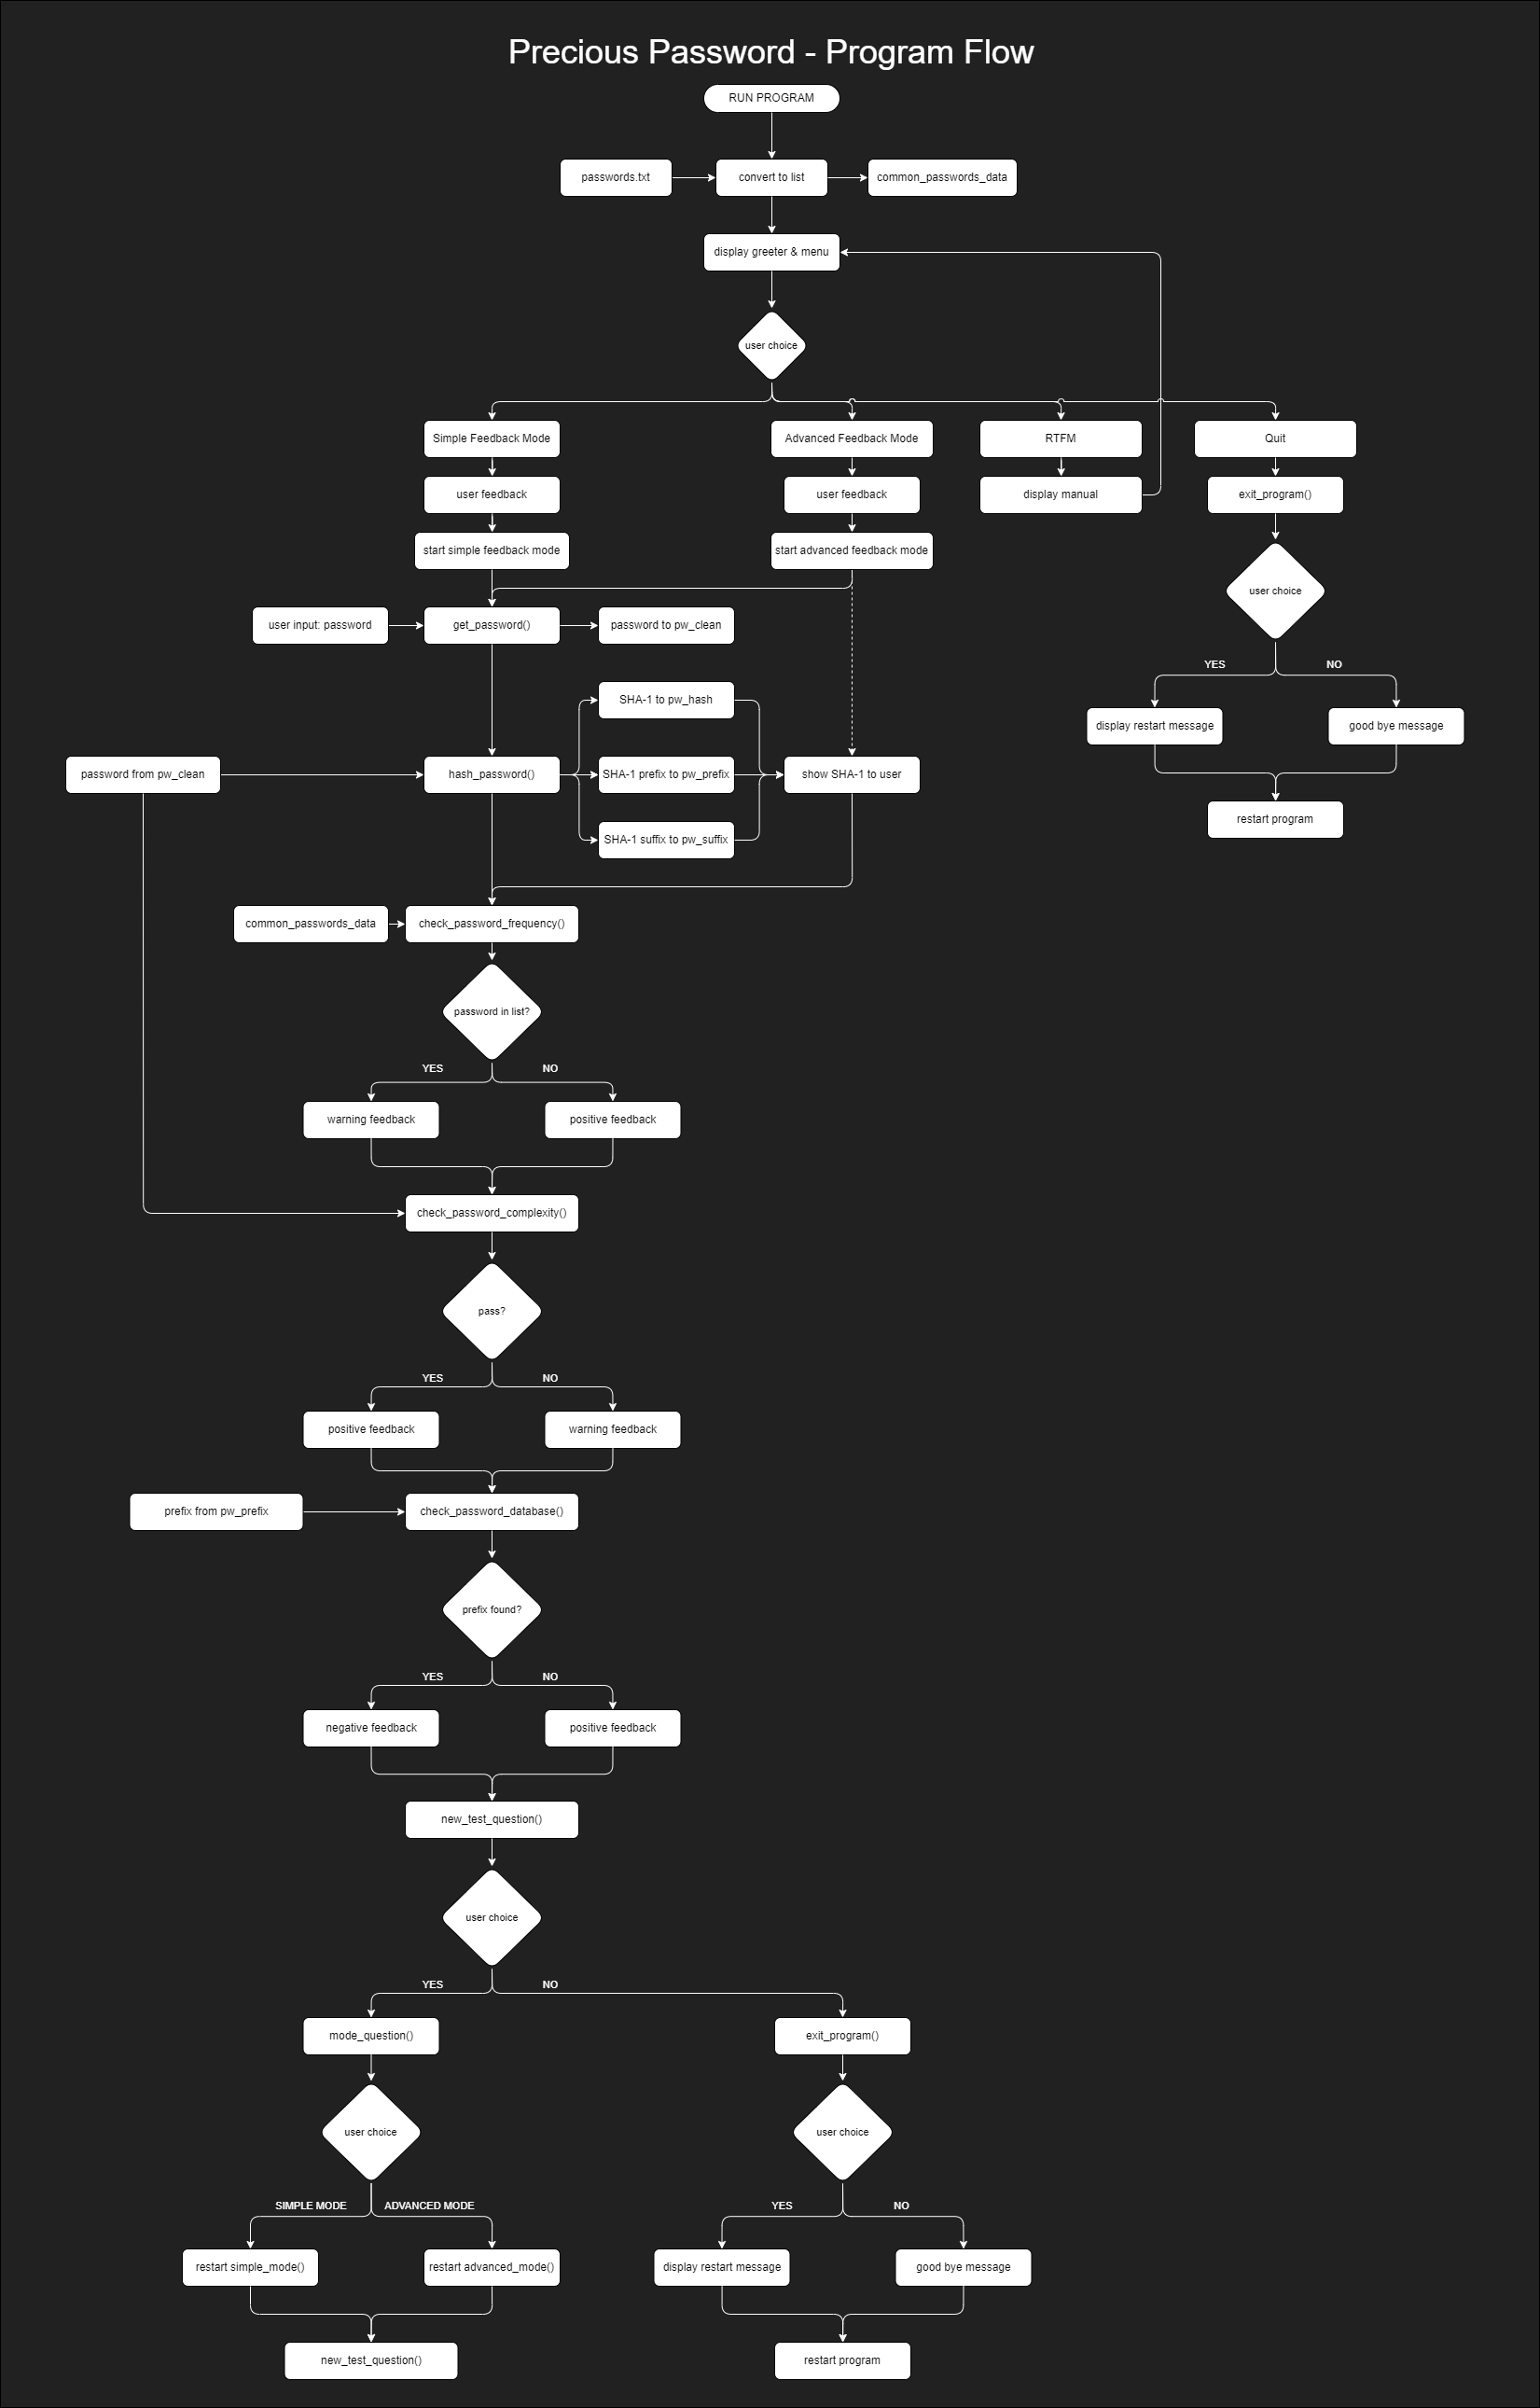 Precious Password - Program Flow
RUN PROGRAM
passwords.txt
convert to list
common_passwords_data
display greeter & menu
user choice
Simple Feedback Mode
Advanced Feedback Mode
RTFM
Quit
user feedback
user feedback
display manual
exit_program()
start simple feedback mode
start advanced feedback mode
user choice
user input: password
get_password()
password to pw_clean
YES
NO
SHA-1 to pw_hash
display restart message
good bye message
password from pw_clean
hash_password()
SHA-1 prefix to pw_prefix
show SHA-1 to user
restart program
SHA-1 suffix to pw_suffix
common_passwords_data
check_password_frequency()
password in list?
YES
NO
warning feedback
positive feedback
check_password_complexity()
pass?
YES
NO
positive feedback
warning feedback
prefix from pw_prefix
check_password_database()
prefix found?
YES
NO
negative feedback
positive feedback
new_test_question()
user choice
YES
NO
mode_question()
exit_program()
user choice
user choice
SIMPLE MODE
ADVANCED MODE
YES
NO
restart simple_mode()
restart advanced_mode()
display restart message
good bye message
new_test_question()
restart program